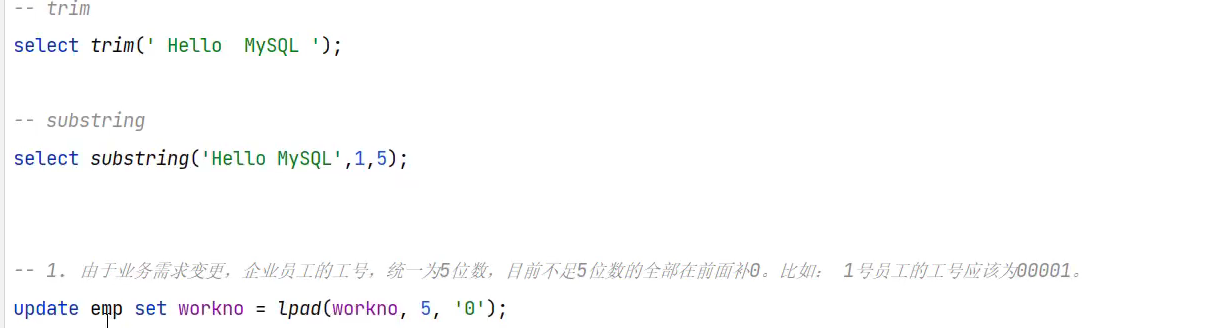 -- trim
select trim(' Hello  MySQL ');
-- substring
select substring('Hello MySQL',1,5);
-- 1. 由于业务需求变更，企业员工的工号，统一为5位数，目前不足5位数的全部在前面补0。比如： 1号员工的工号应该为00001。
update emp set workno = lpad(workno, 5, '0');